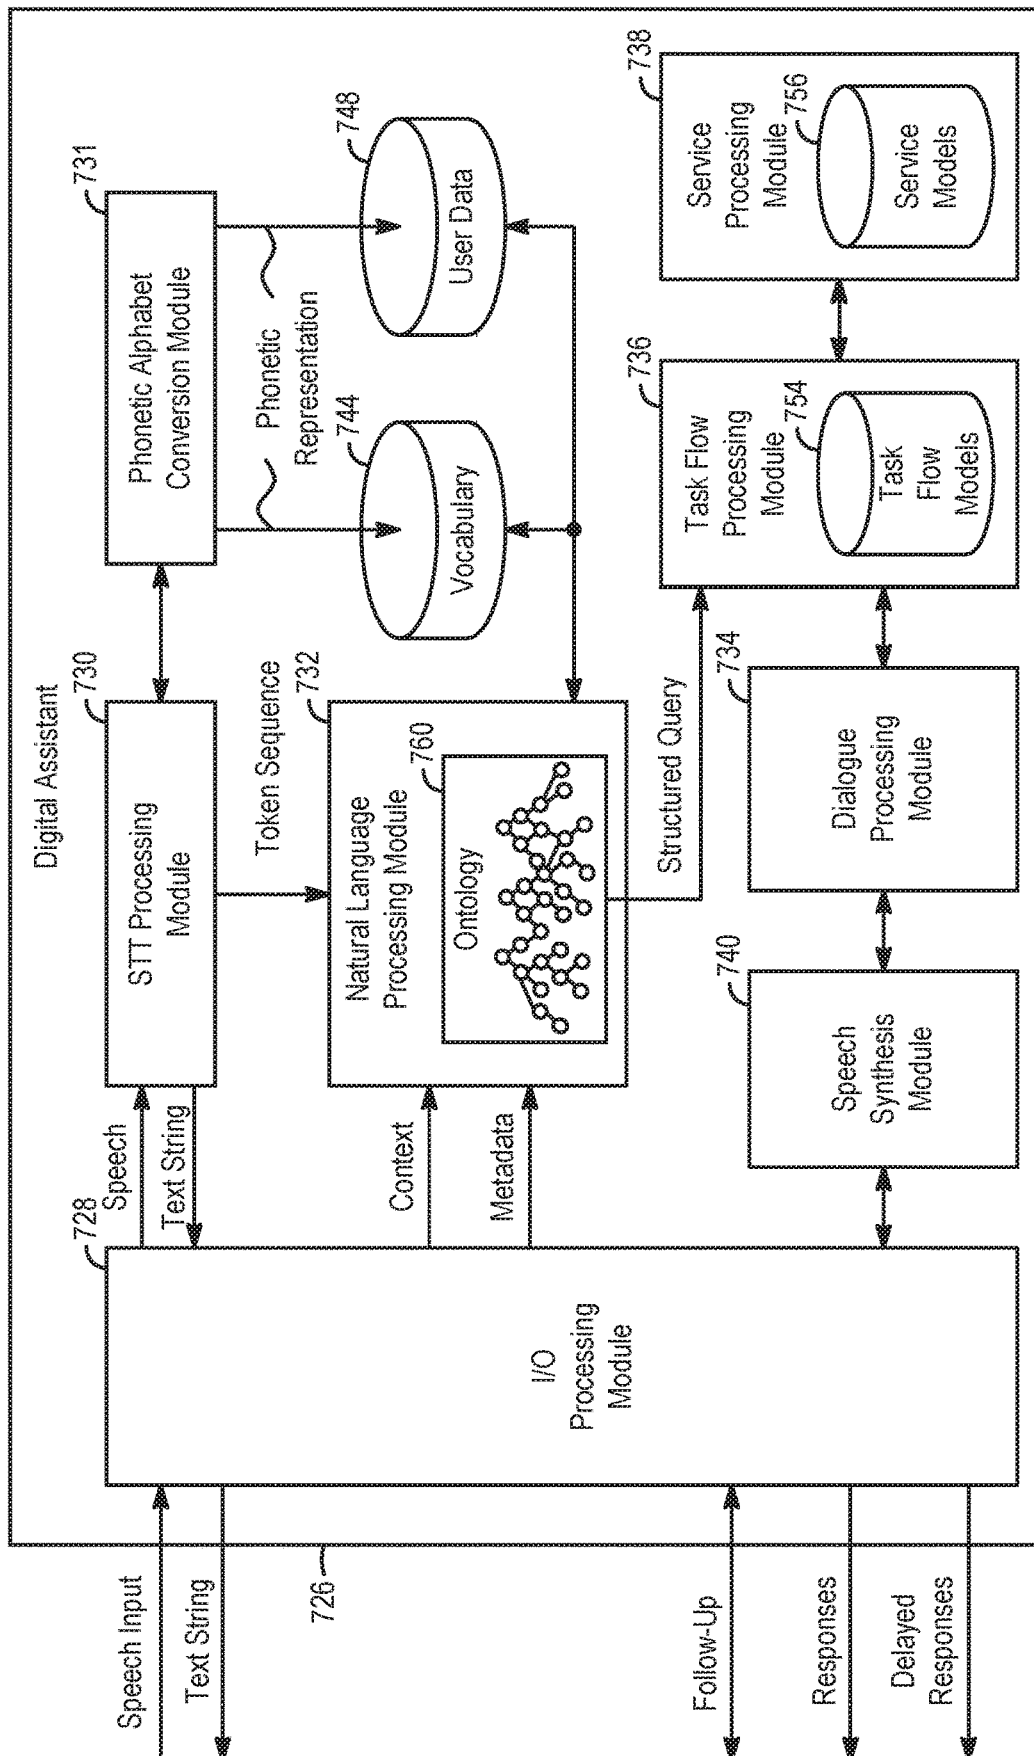 Digital Assistant
726
Speech Input
Text String
Follow-Up
Responses
Delayed
Responses
728
I/O
Processing
Module
Speech
Text String
Context
Metadata
730
STT Processing
Module
Token Sequence
731
Phonetic Alphabet
Conversion Module
Phonetic
Representation
744
Vocabulary
748
User Data
732
Natural Language
Processing Module
760
Ontology
Structured Query
740
Speech
Synthesis
Module
734
Dialogue
Processing
Module
736
Task Flow
Processing
Module
754
Task
Flow
Models
738
Service
Processing
Module
756
Service
Models